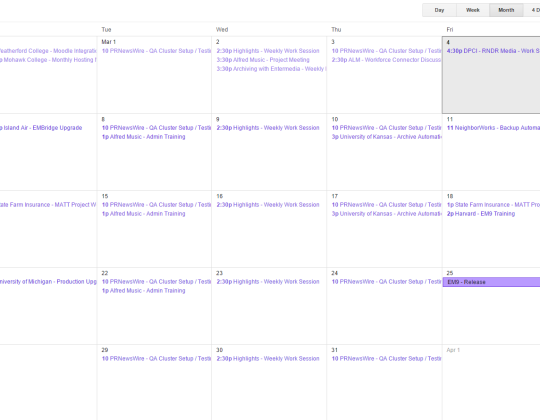 Day Week Month 4 D
Tue Wed Thu Fri
Mar 1 2 3 4
eatherford College - Moodle Integrati
p Mohawk College - Monthly Hosting
10 PRNewsWire - QA Cluster Setup / Testi
2:30p Highlights - Weekly Work Session
3:30p Alfred Music - Project Meeting
3:30p Archiving with Entermedia - Weekly
10 PRNewsWire - QA Cluster Setup / Testi
2:30p ALM - Workforce Connector Discuss
4:30p DPCI - RNDR Media - Work S
8 9 10 11
p Island Air - EMBridge Upgrade
10 PRNewsWire - QA Cluster Setup / Testi
1p Alfred Music - Admin Training
2:30p Highlights - Weekly Work Session
10 PRNewsWire - QA Cluster Setup / Testi
3p University of Kansas - Archive Automati
11 NeighborWorks - Backup Automa
15 16 17 18
ate Farm Insurance - MATT Project W
10 PRNewsWire - QA Cluster Setup / Testi
1p Alfred Music - Admin Training
2:30p Highlights - Weekly Work Session
10 PRNewsWire - QA Cluster Setup / Testi
3p University of Kansas - Archive Automati
1p State Farm Insurance - MATT Pro
2p Harvard - EM9 Training
22 23 24 25
niversity of Michigan - Production Upg
10 PRNewsWire - QA Cluster Setup / Testi
1p Alfred Music - Admin Training
2:30p Highlights - Weekly Work Session
10 PRNewsWire - QA Cluster Setup / Testi
EM9 - Release
29 30 31 Apr 1
10 PRNewsWire - QA Cluster Setup / Testi
2:30p Highlights - Weekly Work Session
10 PRNewsWire - QA Cluster Setup / Testi